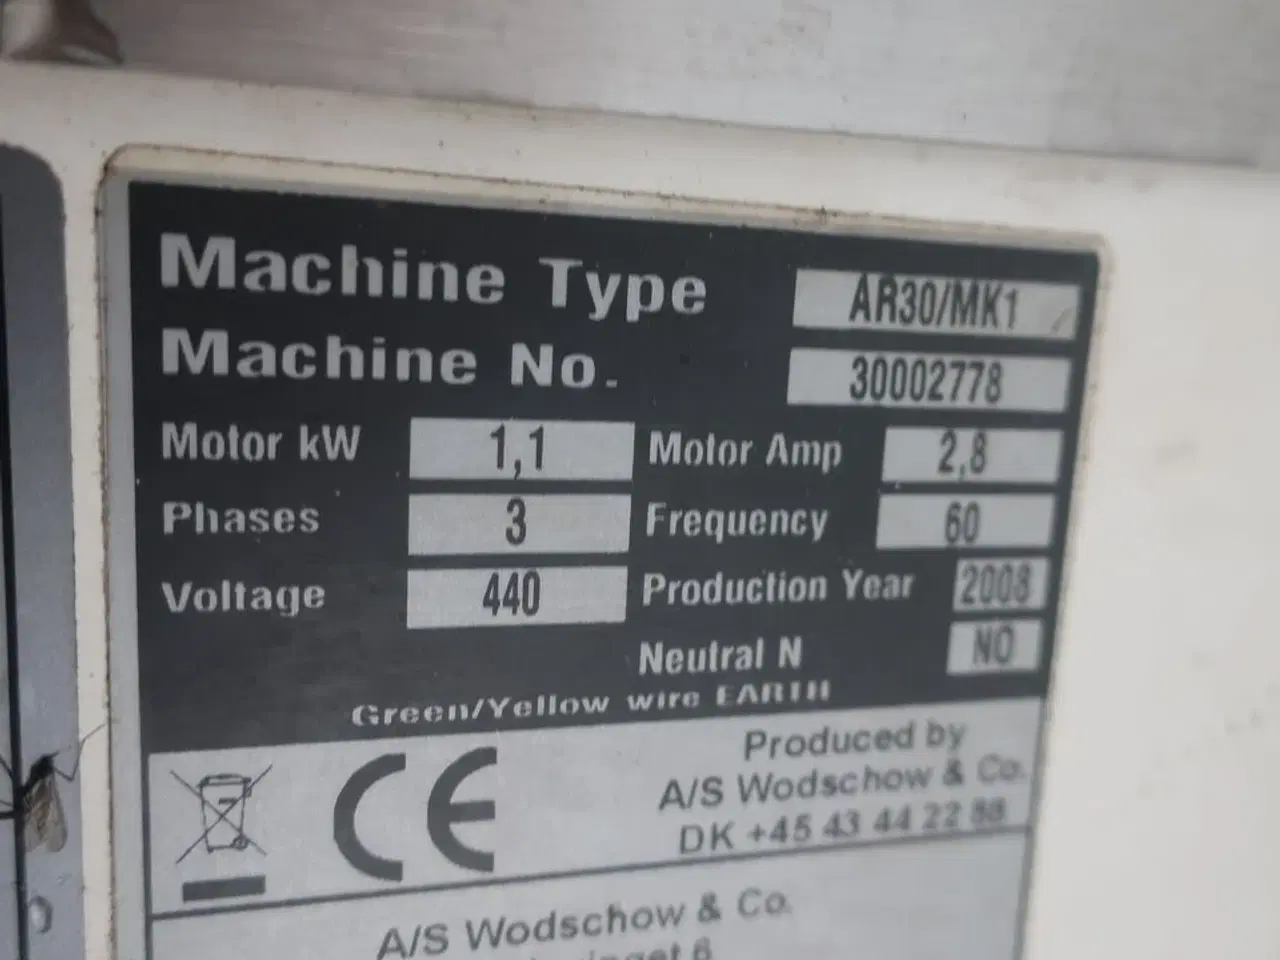 Machine Type AR30/MK1
Machine No. 30002778
Motor kW 1,1 Motor Amp 2,8
Phases 3 Frequency 60
Voltage 440 Production Year 2008
Neutral N NO
Green/Yellow wire EARTH
CE
Produced by
A/S Wodschow & Co.
DK +45 43 44 22 88
A/S Wodschow & Co.
6